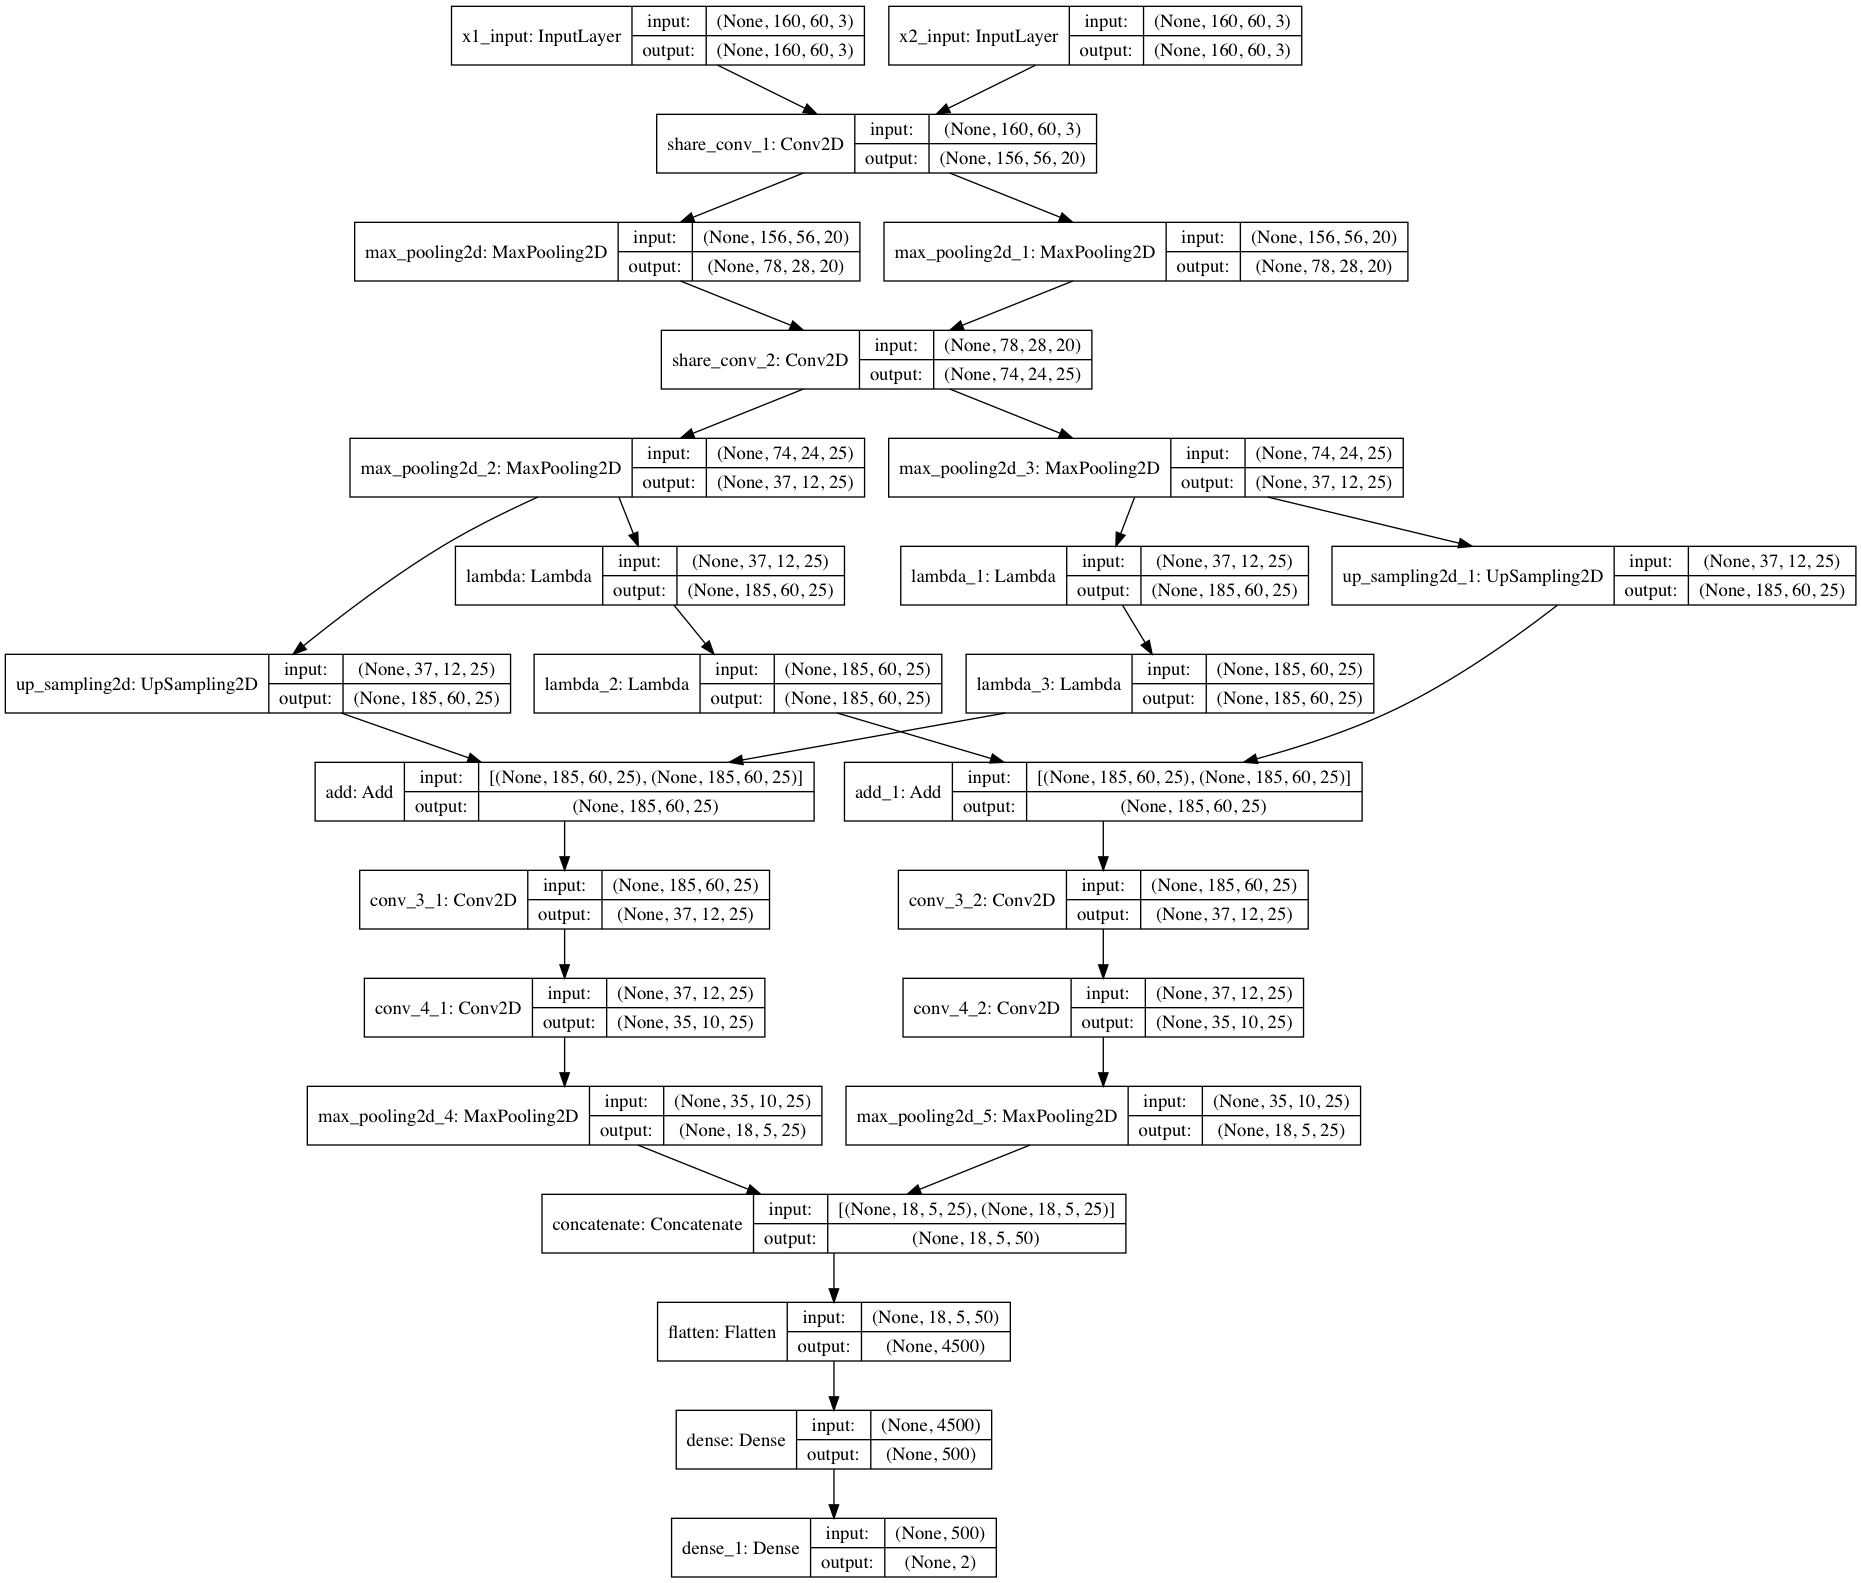 x1_input: InputLayer
input: (None, 160, 60, 3)
output: (None, 160, 60, 3)
x2_input: InputLayer
input: (None, 160, 60, 3)
output: (None, 160, 60, 3)
share_conv_1: Conv2D
input: (None, 160, 60, 3)
output: (None, 156, 56, 20)
max_pooling2d: MaxPooling2D
input: (None, 156, 56, 20)
output: (None, 78, 28, 20)
max_pooling2d_1: MaxPooling2D
input: (None, 156, 56, 20)
output: (None, 78, 28, 20)
share_conv_2: Conv2D
input: (None, 78, 28, 20)
output: (None, 74, 24, 25)
max_pooling2d_2: MaxPooling2D
input: (None, 74, 24, 25)
output: (None, 37, 12, 25)
max_pooling2d_3: MaxPooling2D
input: (None, 74, 24, 25)
output: (None, 37, 12, 25)
lambda: Lambda
input: (None, 37, 12, 25)
output: (None, 185, 60, 25)
lambda_1: Lambda
input: (None, 37, 12, 25)
output: (None, 185, 60, 25)
up_sampling2d_1: UpSampling2D
input: (None, 37, 12, 25)
output: (None, 185, 60, 25)
up_sampling2d: UpSampling2D
input: (None, 37, 12, 25)
output: (None, 185, 60, 25)
lambda_2: Lambda
input: (None, 185, 60, 25)
output: (None, 185, 60, 25)
lambda_3: Lambda
input: (None, 185, 60, 25)
output: (None, 185, 60, 25)
add: Add
input: [(None, 185, 60, 25), (None, 185, 60, 25)]
output: (None, 185, 60, 25)
add_1: Add
input: [(None, 185, 60, 25), (None, 185, 60, 25)]
output: (None, 185, 60, 25)
conv_3_1: Conv2D
input: (None, 185, 60, 25)
output: (None, 37, 12, 25)
conv_3_2: Conv2D
input: (None, 185, 60, 25)
output: (None, 37, 12, 25)
conv_4_1: Conv2D
input: (None, 37, 12, 25)
output: (None, 35, 10, 25)
conv_4_2: Conv2D
input: (None, 37, 12, 25)
output: (None, 35, 10, 25)
max_pooling2d_4: MaxPooling2D
input: (None, 35, 10, 25)
output: (None, 18, 5, 25)
max_pooling2d_5: MaxPooling2D
input: (None, 35, 10, 25)
output: (None, 18, 5, 25)
concatenate: Concatenate
input: [(None, 18, 5, 25), (None, 18, 5, 25)]
output: (None, 18, 5, 50)
flatten: Flatten
input: (None, 18, 5, 50)
output: (None, 4500)
dense: Dense
input: (None, 4500)
output: (None, 500)
dense_1: Dense
input: (None, 500)
output: (None, 2)